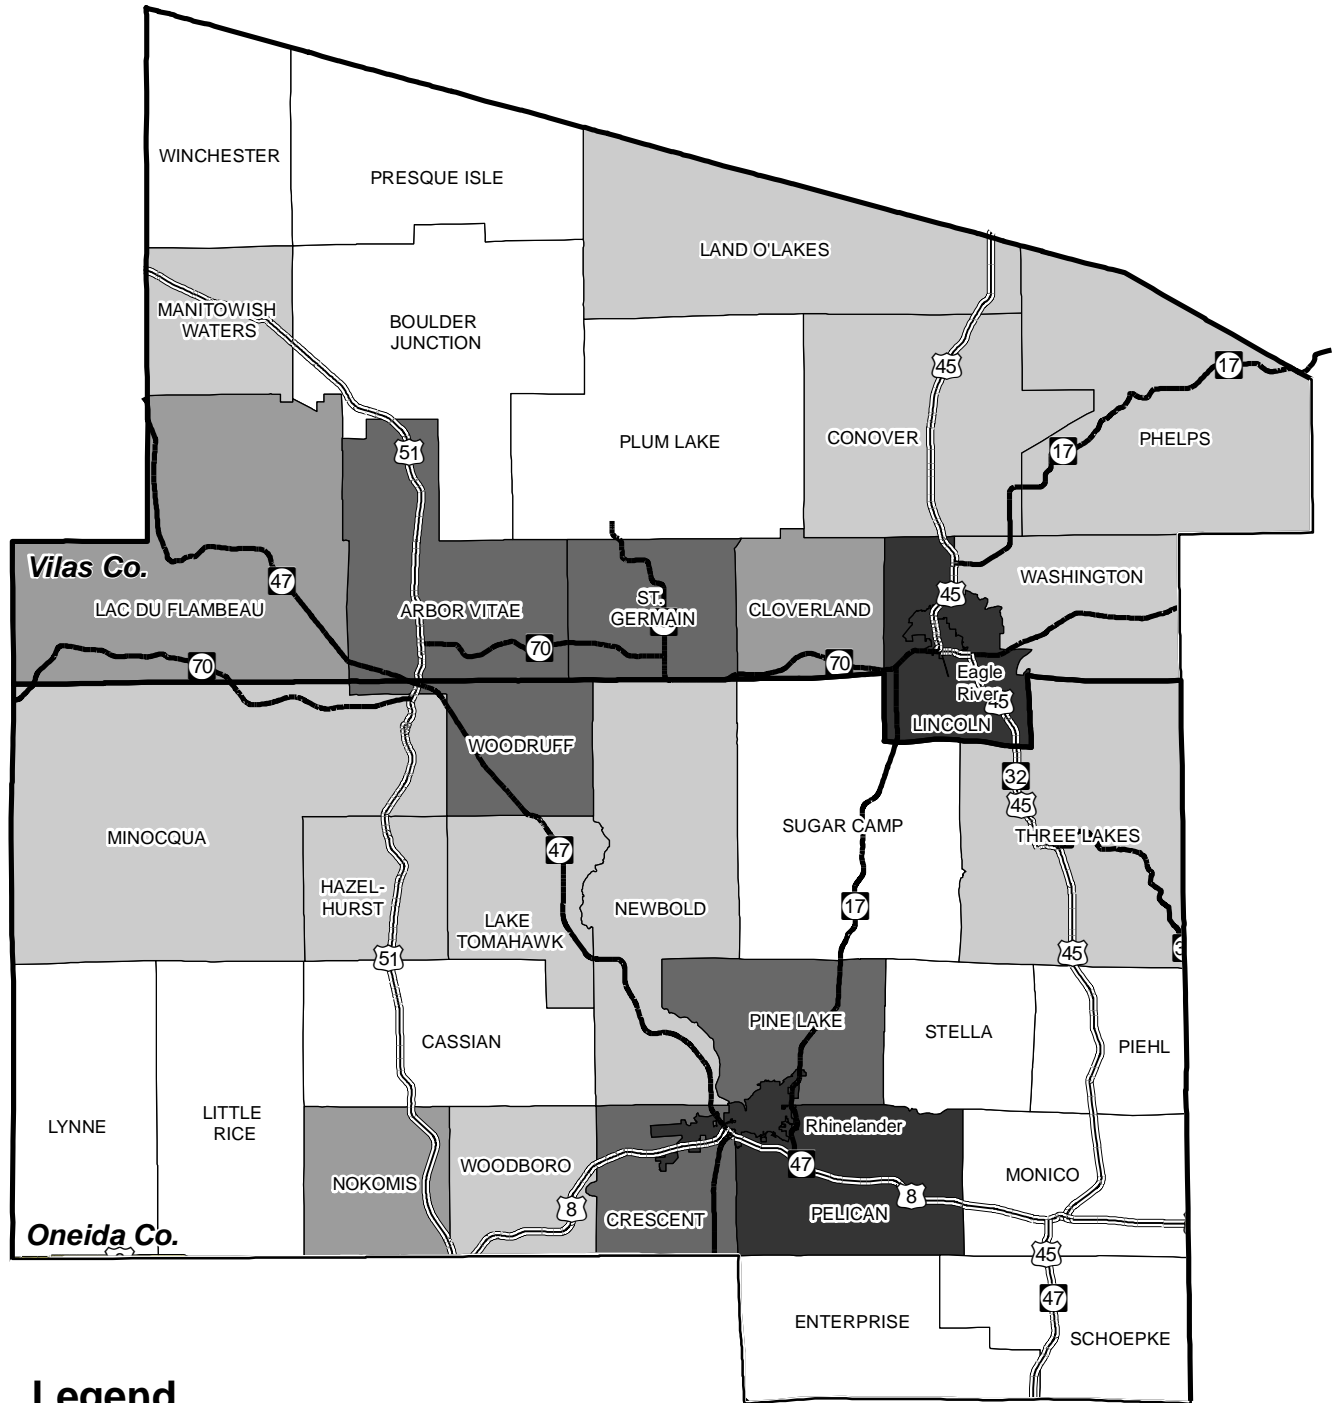 WINCHESTER
PRESQUE ISLE
LAND O'LAKES
MANITOWISH
WATERS
BOULDER
JUNCTION
45
17
51
PLUM LAKE
CONOVER
17
PHELPS
Vilas Co.
47
LAC DU FLAMBEAU
ARBOR VITAE
ST.
GERMAIN
CLOVERLAND
45
WASHINGTON
70
70
70
Eagle
River
45
LINCOLN
WOODRUFF
32
45
MINOCQUA
SUGAR CAMP
THREE LAKES
47
HAZEL-
HURST
LAKE
TOMAHAWK
NEWBOLD
17
51
45
CASSIAN
PINE LAKE
STELLA
PIEHL
LYNNE
LITTLE
RICE
Rhinelander
NOKOMIS
WOODBORO
47
MONICO
8
8
CRESCENT
PELICAN
Oneida Co.
45
47
ENTERPRISE
SCHOEPKE
Legend